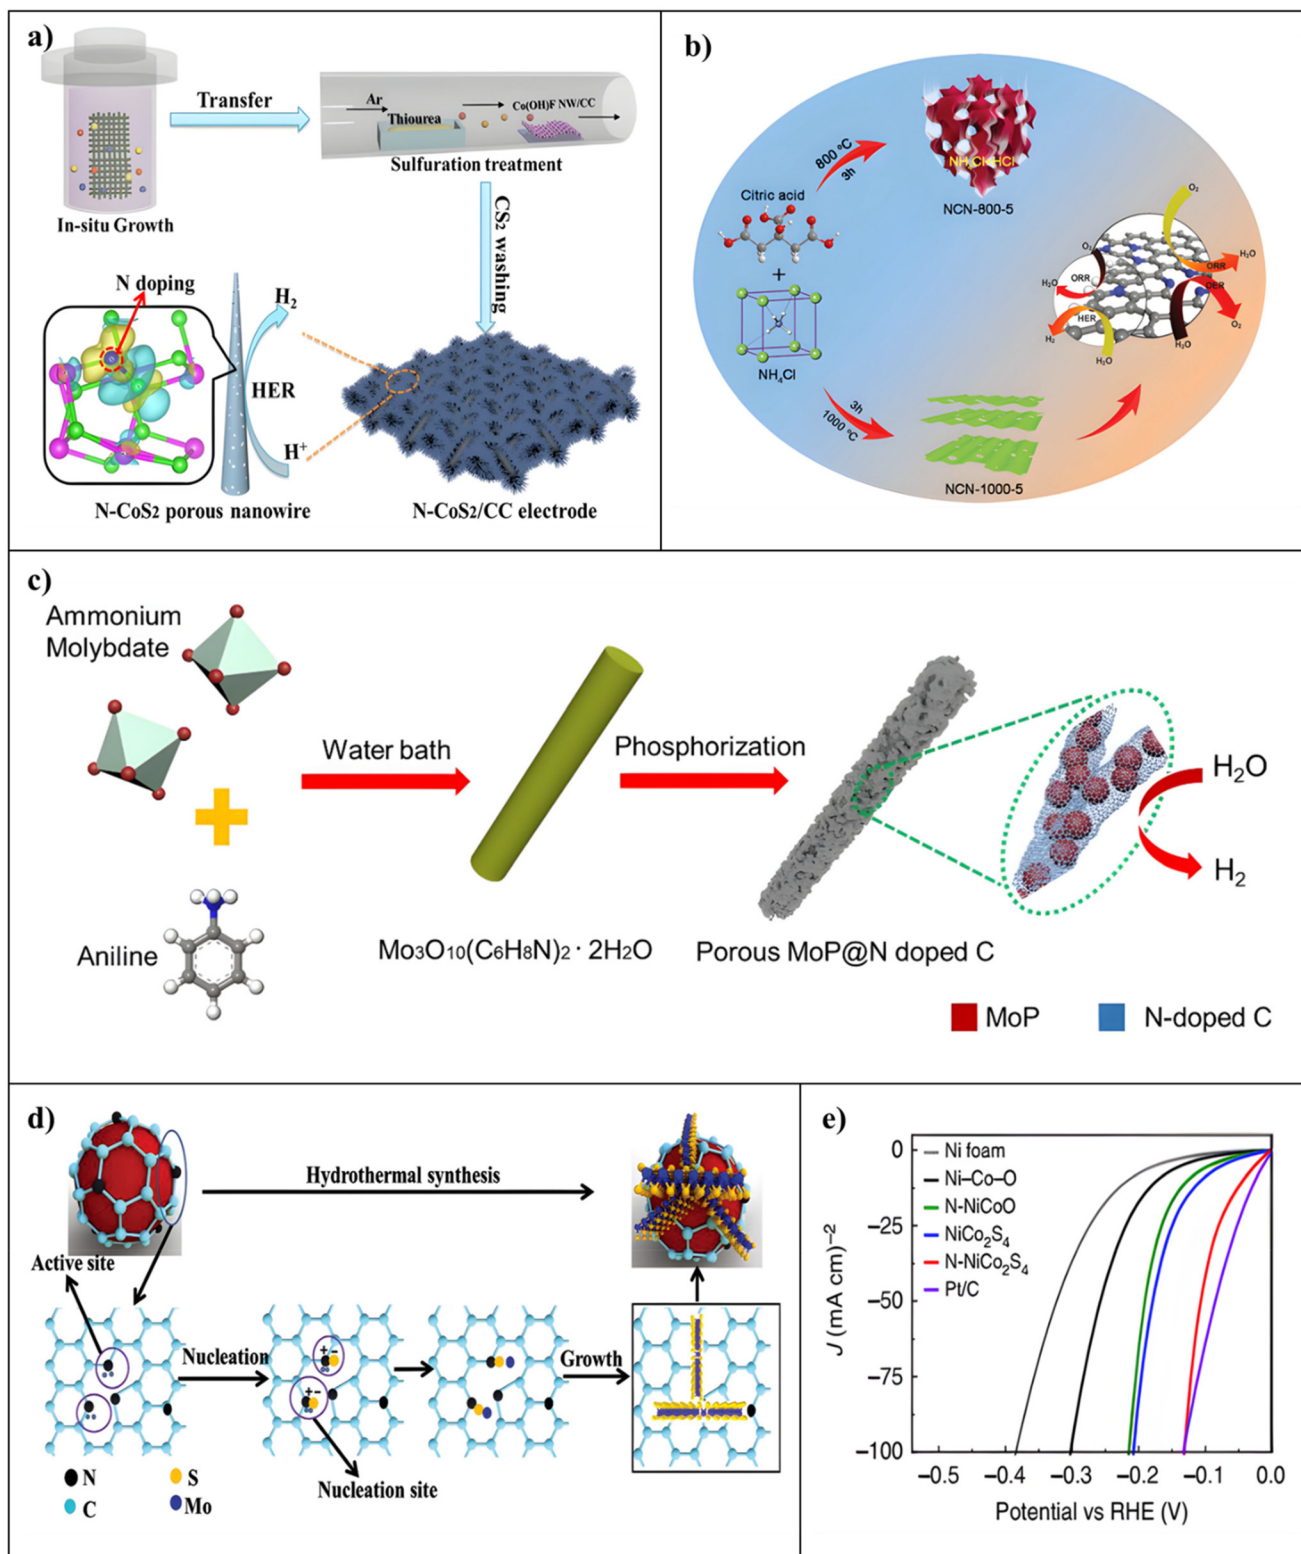 a)
Transfer
Ar
Thiourea
Co(OH)F NW/CC
Sulfuration treatment
In-situ Growth
CS2 washing
N doping
H2
HER
H+
N-CoS2 porous nanowire
N-CoS2/CC electrode
b)
800 °C
3h
NH3Cl+HCl
NCN-800-5
Citric acid
+
NH4Cl
3h
1000 °C
NCN-1000-5
O2
O2
H2O
ORR
ORR
H2O
OER
HER
O2
H2
H2O
H2O
c)
Ammonium
Molybdate
Water bath
Phosphorization
H2O
H2
Aniline
Mo3O10(C6H8N)2 · 2H2O
Porous MoP@N doped C
MoP
N-doped C
d)
Hydrothermal synthesis
Active site
Nucleation
+ −
+ −
Growth
Nucleation site
N
S
C
Mo
e)
Ni foam
Ni–Co–O
N-NiCoO
NiCo2S4
N-NiCo2S4
Pt/C
J (mA cm)−2
0
−25
−50
−75
−100
−0.5
−0.4
−0.3
−0.2
−0.1
0.0
Potential vs RHE (V)